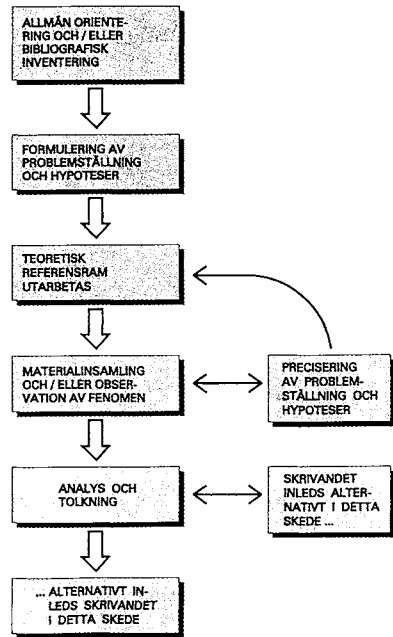 ALLMÄN ORIENTE-
RING OCH / ELLER
BIBLIOGRAFISK
INVENTERING
FORMULERING AV
PROBLEMSTÄLLNING
OCH HYPOTESER
TEORETISK
REFERENSRAM
UTARBETAS
MATERIALINSAMLING
OCH / ELLER OBSER-
VATION AV FENOMEN
PRECISERING
AV PROBLEM-
STÄLLNING OCH
HYPOTESER
ANALYS OCH
TOLKNING
SKRIVANDET
INLEDS ALTER-
NATIVT I DETTA
SKEDE ...
... ALTERNATIVT IN-
LEDS SKRIVANDET
I DETTA SKEDE